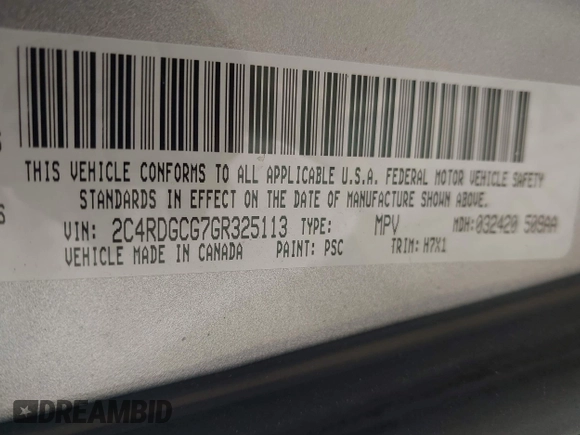 THIS VEHICLE CONFORMS TO ALL APPLICABLE U.S.A. FEDERAL MOTOR VEHICLE SAFETY
STANDARDS IN EFFECT ON THE DATE OF MANUFACTURE SHOWN ABOVE.
VIN: 2C4RDGCG7GR325113 TYPE: MPV MDH:032420 509AA
VEHICLE MADE IN CANADA PAINT: PSC TRIM: H7X1
DREAMBID